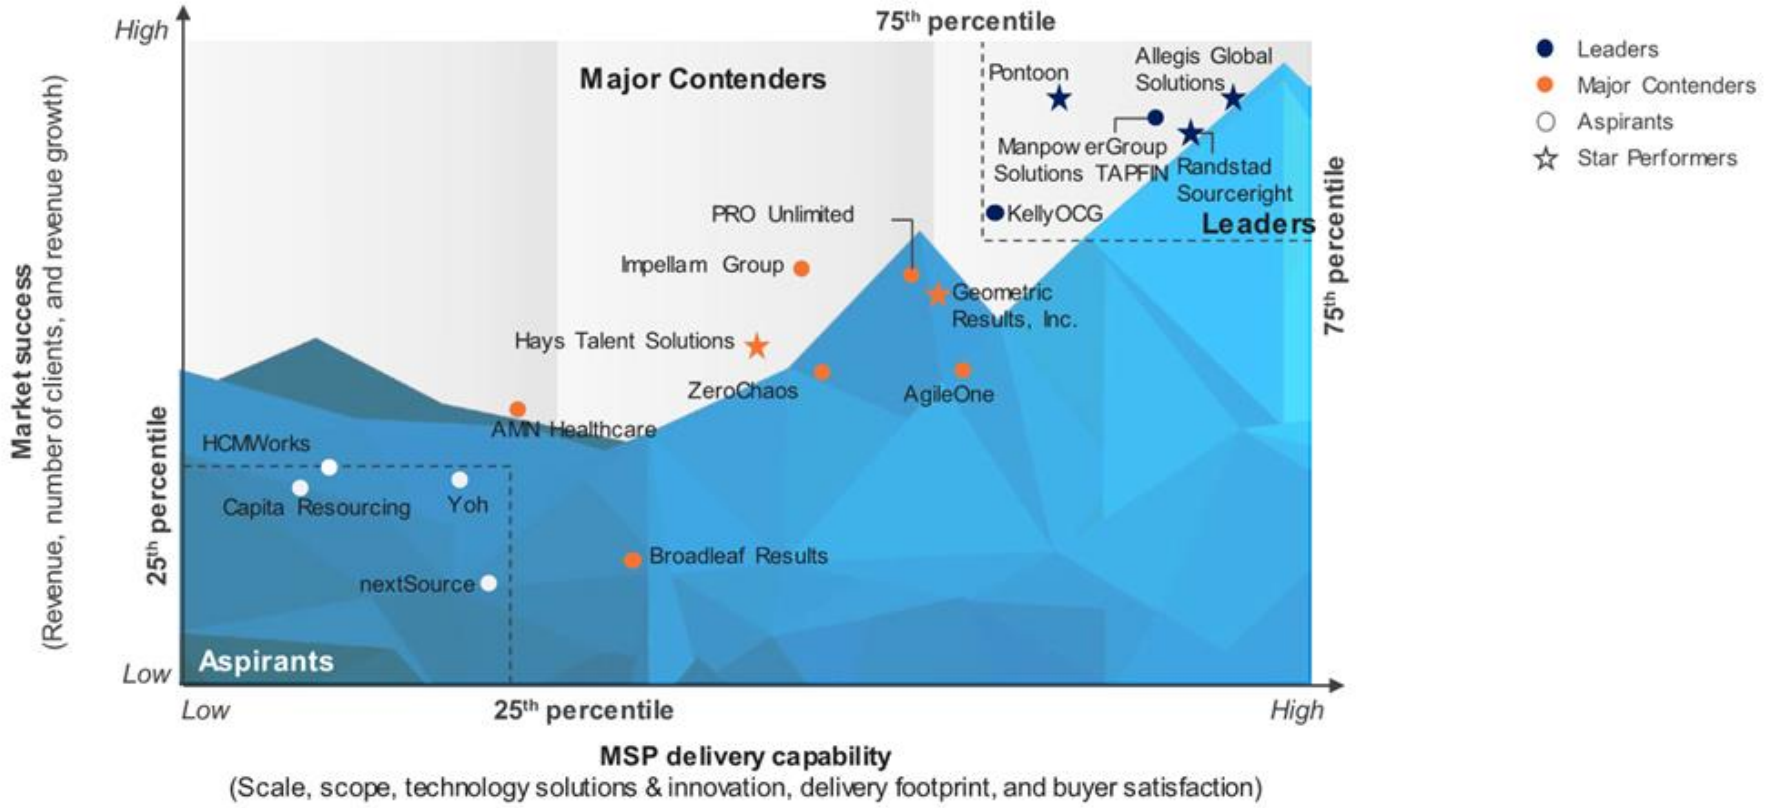 High
75th percentile
Major Contenders
Pontoon
Allegis Global
Solutions
ManpowerGroup
Solutions TAPFIN
Randstad
Sourceright
KellyOCG
Leaders
PRO Unlimited
Impellam Group
Geometric
Results, Inc.
Hays Talent Solutions
ZeroChaos
AgileOne
AMN Healthcare
HCMWorks
Capita Resourcing
Yoh
Broadleaf Results
nextSource
Aspirants
Low
Market success
(Revenue, number of clients, and revenue growth)
25th percentile
75th percentile
Low
25th percentile
High
MSP delivery capability
(Scale, scope, technology solutions & innovation, delivery footprint, and buyer satisfaction)
Leaders
Major Contenders
Aspirants
Star Performers